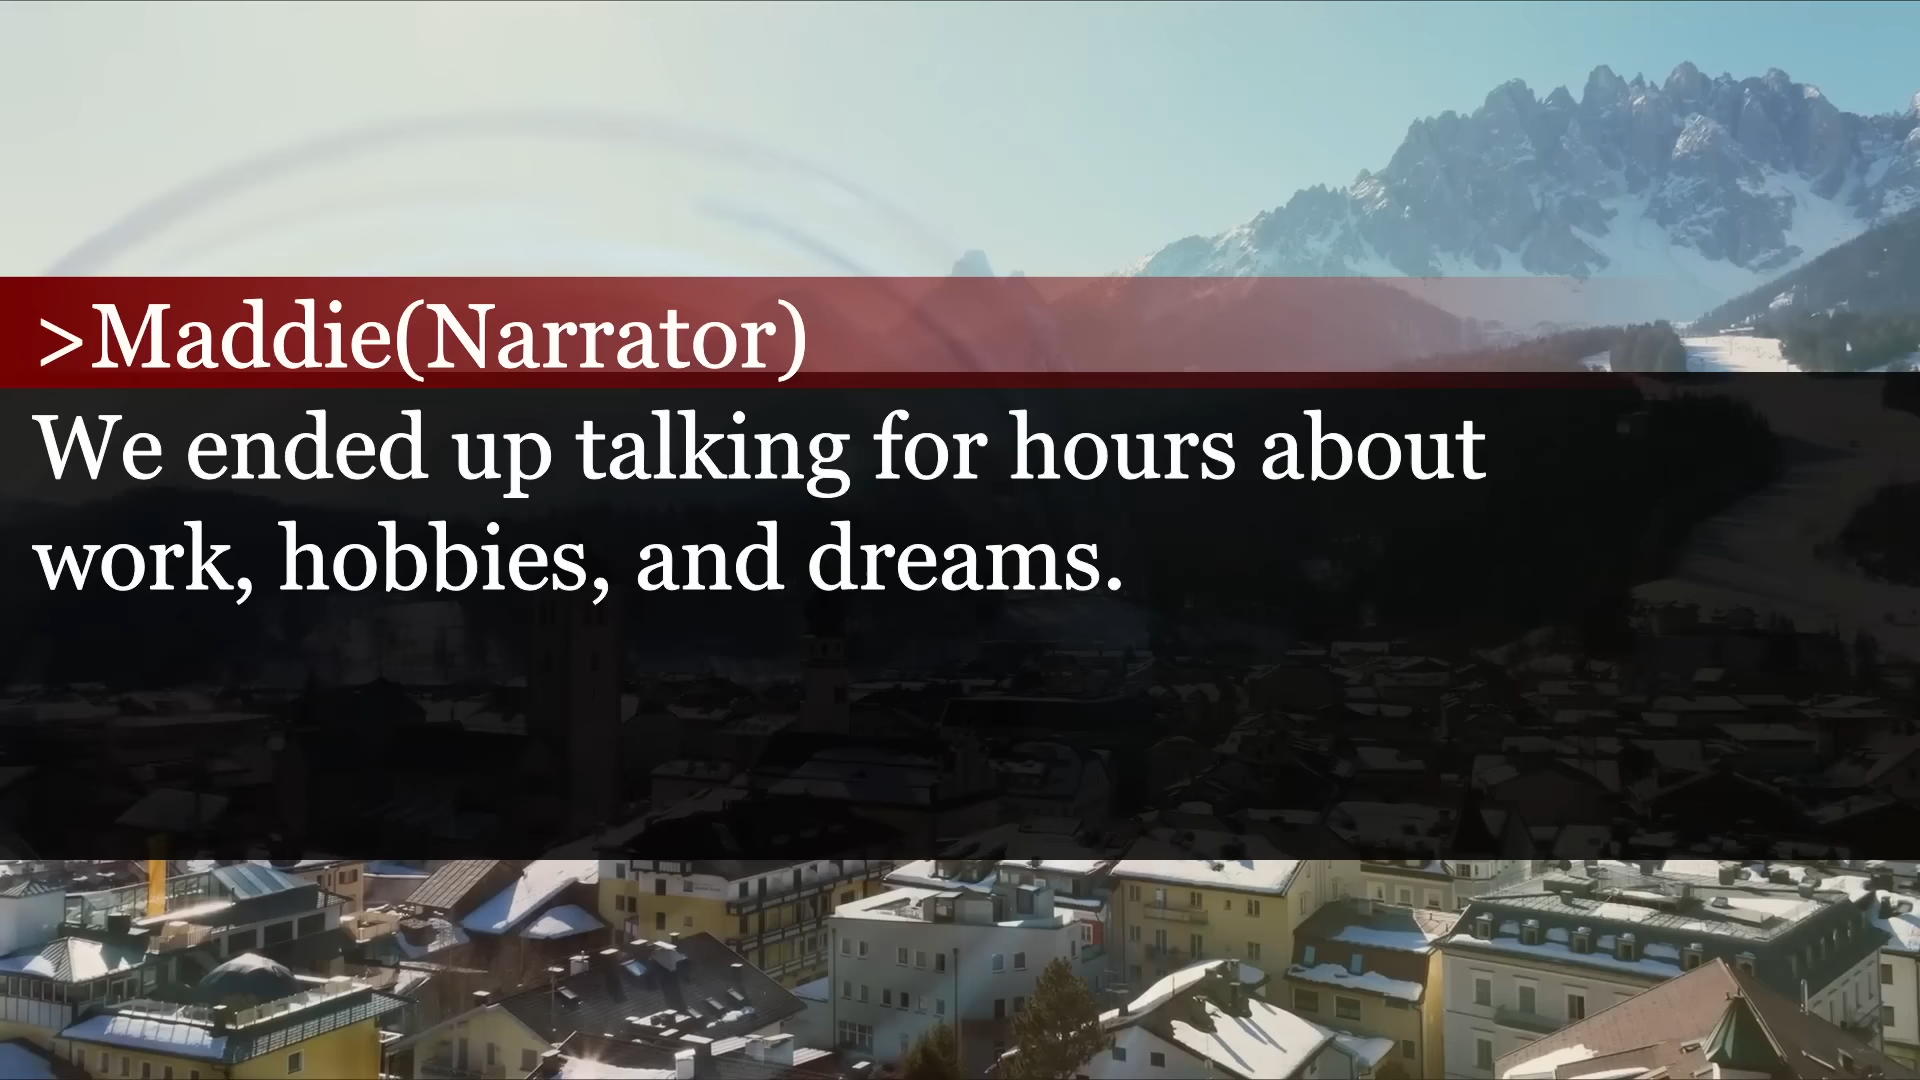 >Maddie(Narrator)
We ended up talking for hours about
work, hobbies, and dreams.